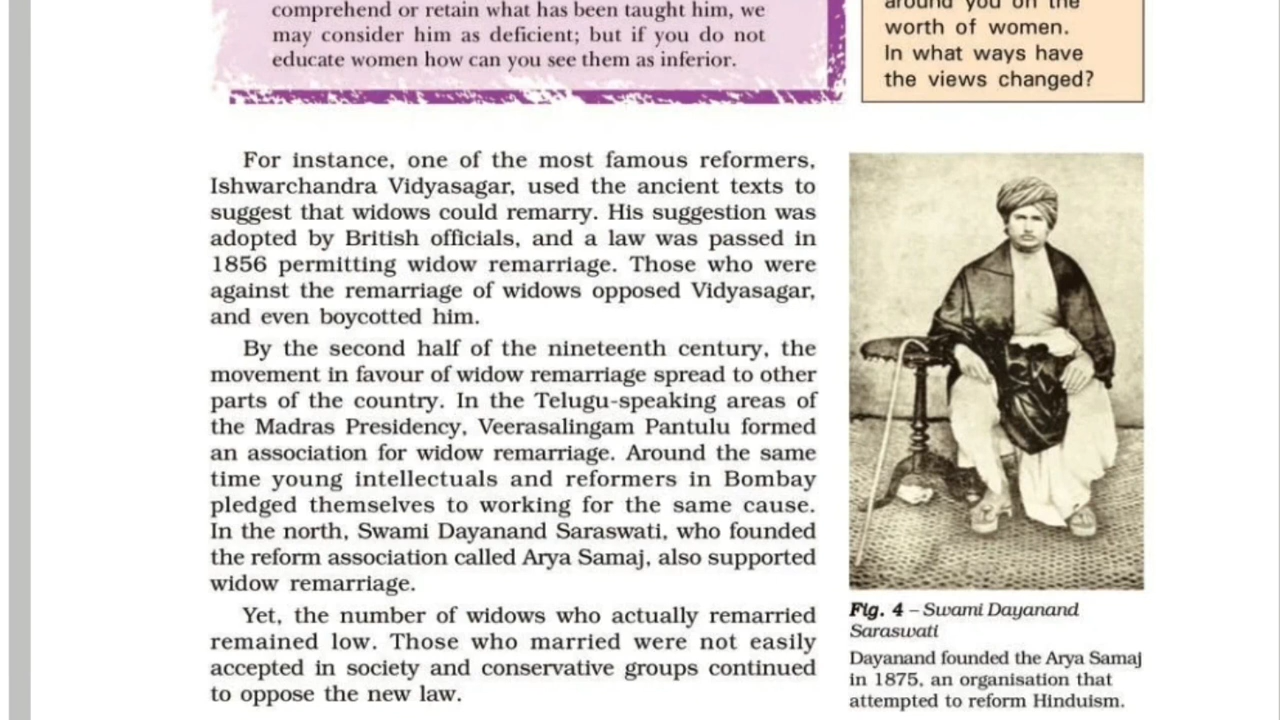 comprehend or retain what has been taught him, we
may consider him as deficient; but if you do not
educate women how can you see them as inferior.
around you on the
worth of women.
In what ways have
the views changed?
For instance, one of the most famous reformers,
Ishwarchandra Vidyasagar, used the ancient texts to
suggest that widows could remarry. His suggestion was
adopted by British officials, and a law was passed in
1856 permitting widow remarriage. Those who were
against the remarriage of widows opposed Vidyasagar,
and even boycotted him.
By the second half of the nineteenth century, the
movement in favour of widow remarriage spread to other
parts of the country. In the Telugu-speaking areas of
the Madras Presidency, Veerasalingam Pantulu formed
an association for widow remarriage. Around the same
time young intellectuals and reformers in Bombay
pledged themselves to working for the same cause.
In the north, Swami Dayanand Saraswati, who founded
the reform association called Arya Samaj, also supported
widow remarriage.
Yet, the number of widows who actually remarried
remained low. Those who married were not easily
accepted in society and conservative groups continued
to oppose the new law.
Fig. 4 – Swami Dayanand
Saraswati
Dayanand founded the Arya Samaj
in 1875, an organisation that
attempted to reform Hinduism.